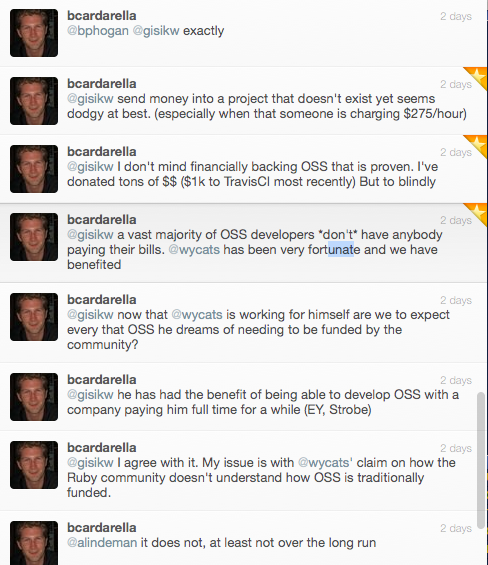 bcardarella 2 days
@bphogan @gisikw exactly
bcardarella 2 days
@gisikw send money into a project that doesn't exist yet seems
dodgy at best. (especially when that someone is charging $275/hour)
bcardarella 2 days
@gisikw I don't mind financially backing OSS that is proven. I've
donated tons of $$ ($1k to TravisCI most recently) But to blindly
bcardarella 2 days
@gisikw a vast majority of OSS developers *don't* have anybody
paying their bills. @wycats has been very fortunate and we have
benefited
bcardarella 2 days
@gisikw now that @wycats is working for himself are we to expect
every that OSS he dreams of needing to be funded by the
community?
bcardarella 2 days
@gisikw he has had the benefit of being able to develop OSS with a
company paying him full time for a while (EY, Strobe)
bcardarella 2 days
@gisikw I agree with it. My issue is with @wycats' claim on how the
Ruby community doesn't understand how OSS is traditionally
funded.
bcardarella 2 days
@alindeman it does not, at least not over the long run